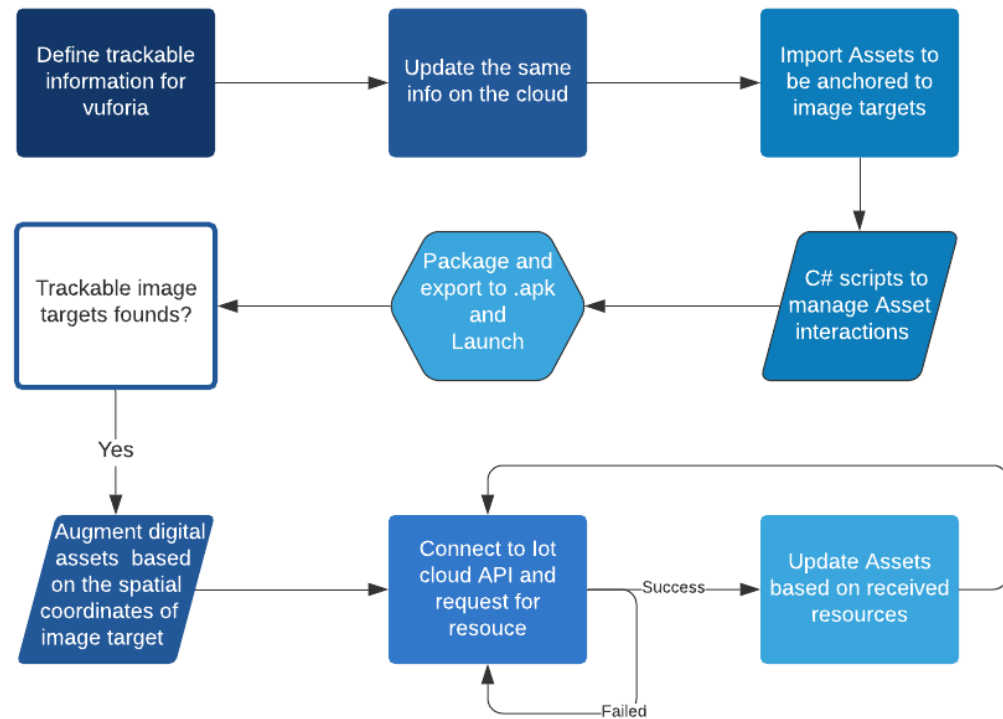 Define trackable
information for
vuforia
Update the same
info on the cloud
Import Assets to
be anchored to
image targets
Trackable image
targets founds?
Package and
export to .apk
and
Launch
C# scripts to
manage Asset
interactions
Yes
Augment digital
assets based
on the spatial
coordinates of
image target
Connect to Iot
cloud API and
request for
resouce
Success
Update Assets
based on received
resources
Failed